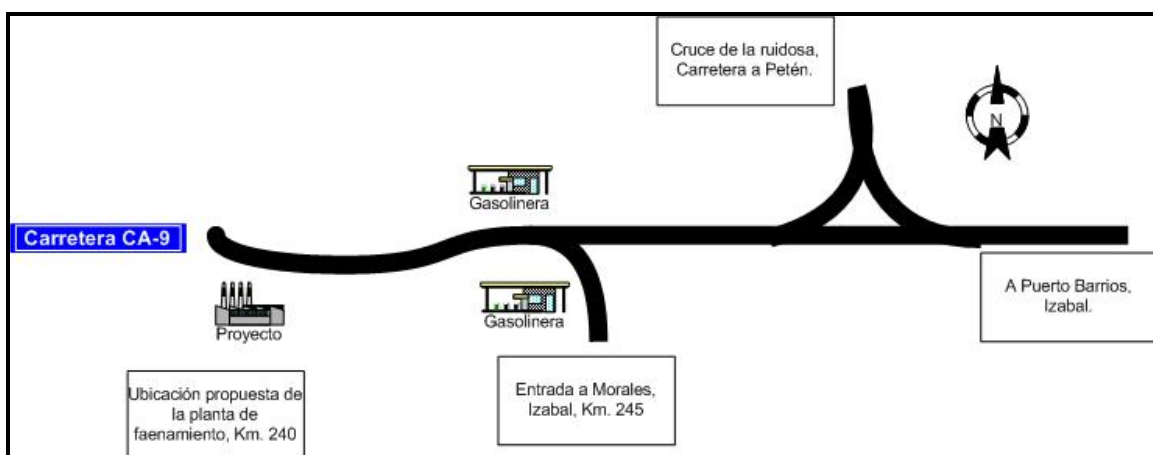 Cruce de la ruidosa,
Carretera a Petén.
N
Gasolinera
Carretera CA-9
Gasolinera
A Puerto Barrios,
Izabal.
Proyecto
Ubicación propuesta de
la planta de
faenamiento, Km. 240
Entrada a Morales,
Izabal, Km. 245